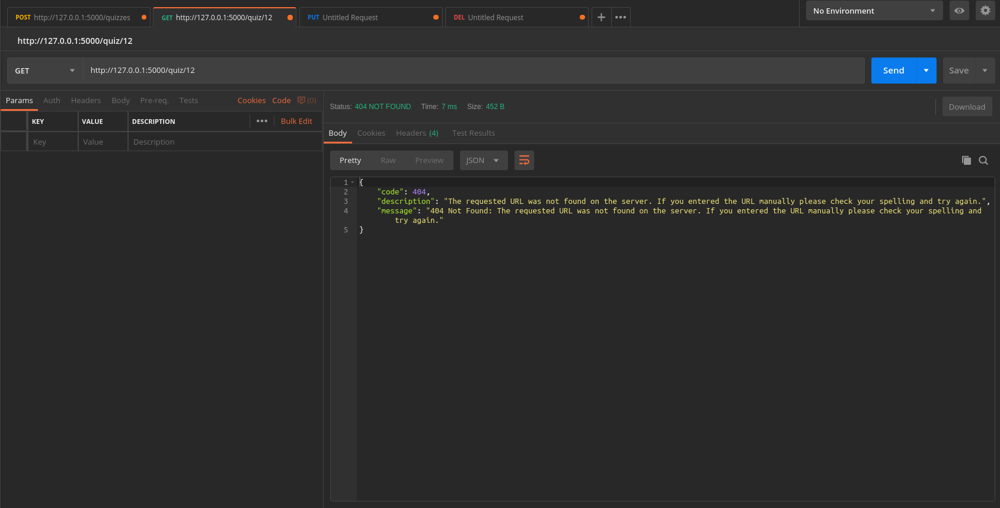 POST http://127.0.0.1:5000/quizzes GET http://127.0.0.1:5000/quiz/12 PUT Untitled Request DEL Untitled Request No Environment
http://127.0.0.1:5000/quiz/12
GET http://127.0.0.1:5000/quiz/12 Send Save
Params Auth Headers Body Pre-req. Tests Cookies Code (0)
Status: 404 NOT FOUND Time: 7 ms Size: 452 B Download
KEY VALUE DESCRIPTION Bulk Edit
Key Value Description
Body Cookies Headers (4) Test Results
Pretty Raw Preview JSON
1 {
2 "code": 404,
3 "description": "The requested URL was not found on the server. If you entered the URL manually please check your spelling and try again.",
4 "message": "404 Not Found: The requested URL was not found on the server. If you entered the URL manually please check your spelling and
try again."
5 }